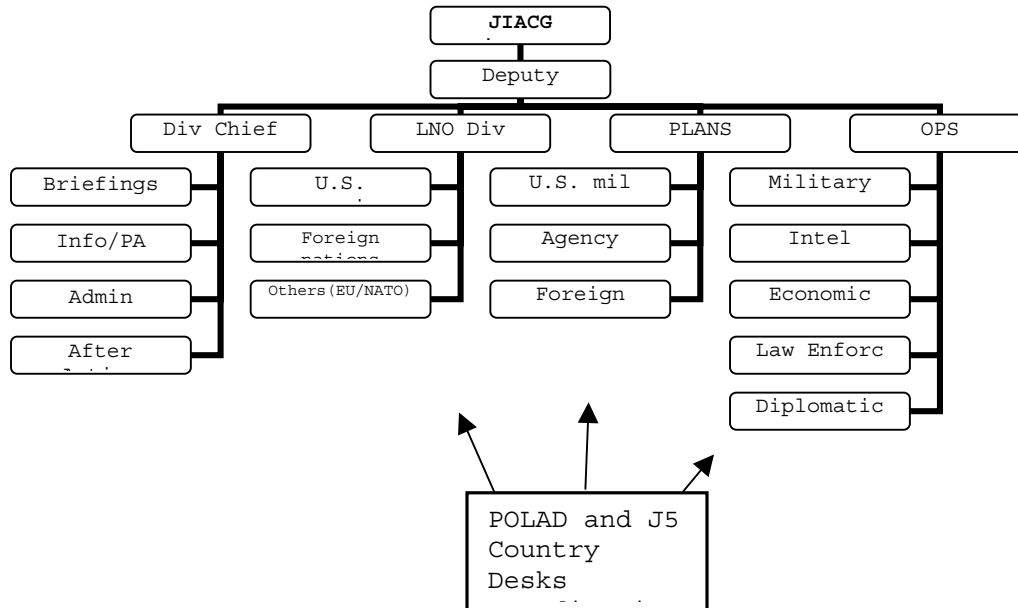 JIACG
Deputy
Div Chief
LNO Div
PLANS
OPS
Briefings
Info/PA
Admin
After
U.S.
Foreign
nations
Others(EU/NATO)
U.S. mil
Agency
Foreign
Military
Intel
Economic
Law Enforc
Diplomatic
POLAD and J5
Country
Desks